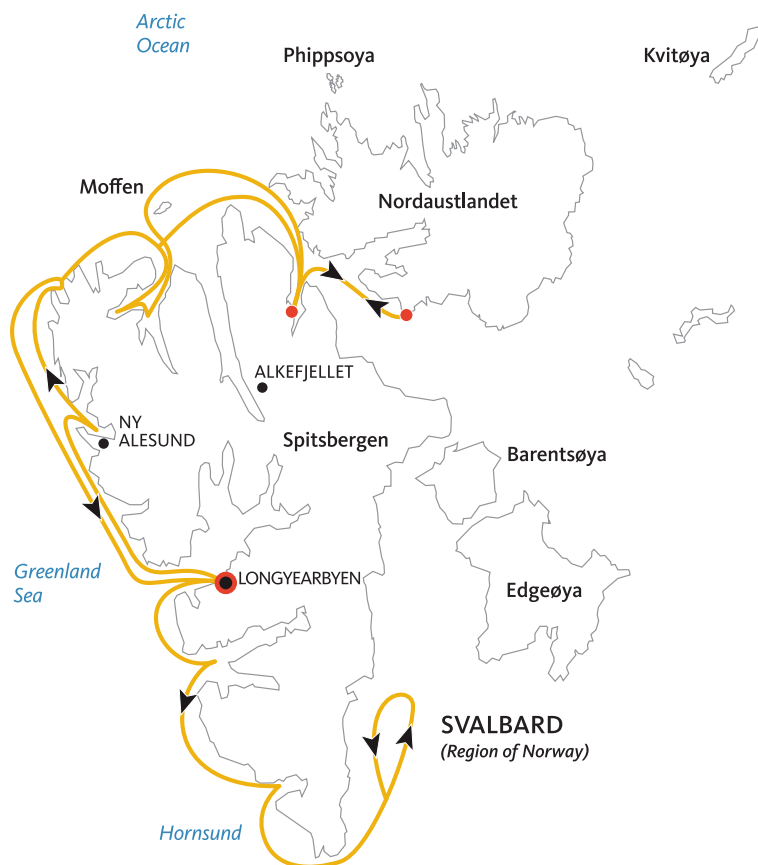 Arctic
Ocean
Phippsoya
Kvitøya
Moffen
Nordaustlandet
ALKEFJELLET
NY
ALESUND
Spitsbergen
Barentsøya
Greenland
Sea
LONGYEARBYEN
Edgeøya
SVALBARD
(Region of Norway)
Hornsund